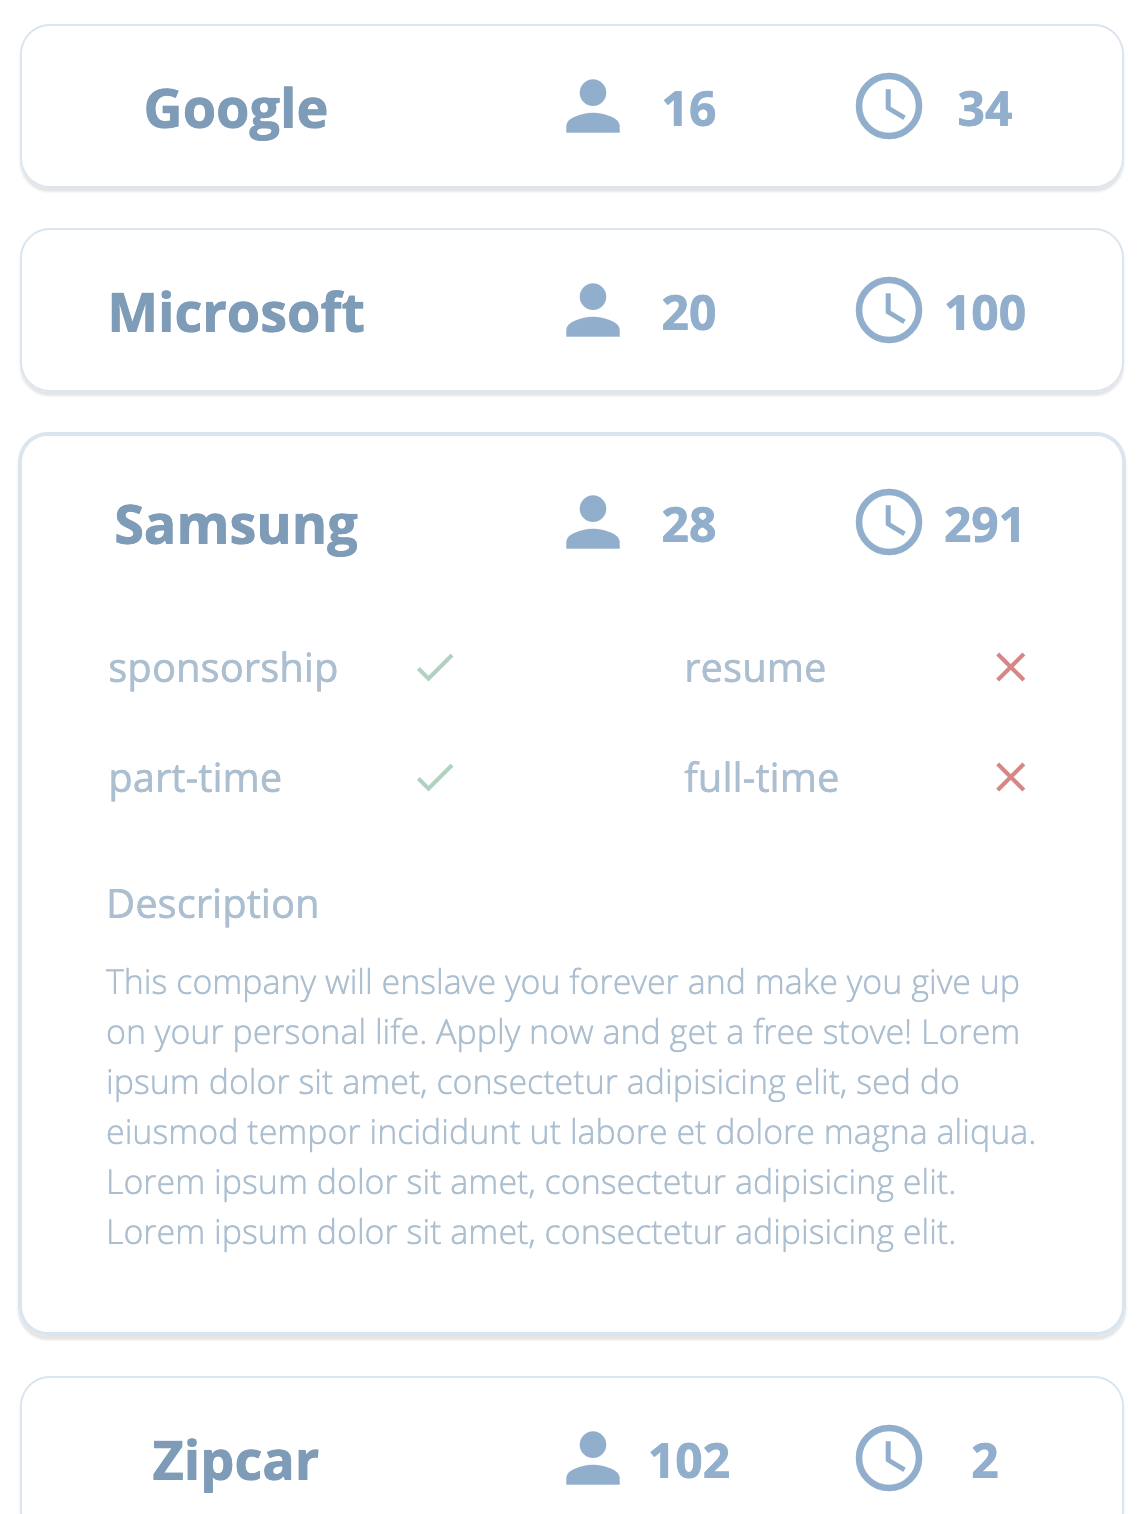 Google 16 34
Microsoft 20 100
Samsung 28 291
sponsorship resume
part-time full-time
Description
This company will enslave you forever and make you give up
on your personal life. Apply now and get a free stove! Lorem
ipsum dolor sit amet, consectetur adipisicing elit, sed do
eiusmod tempor incididunt ut labore et dolore magna aliqua.
Lorem ipsum dolor sit amet, consectetur adipisicing elit.
Lorem ipsum dolor sit amet, consectetur adipisicing elit.
Zipcar 102 2